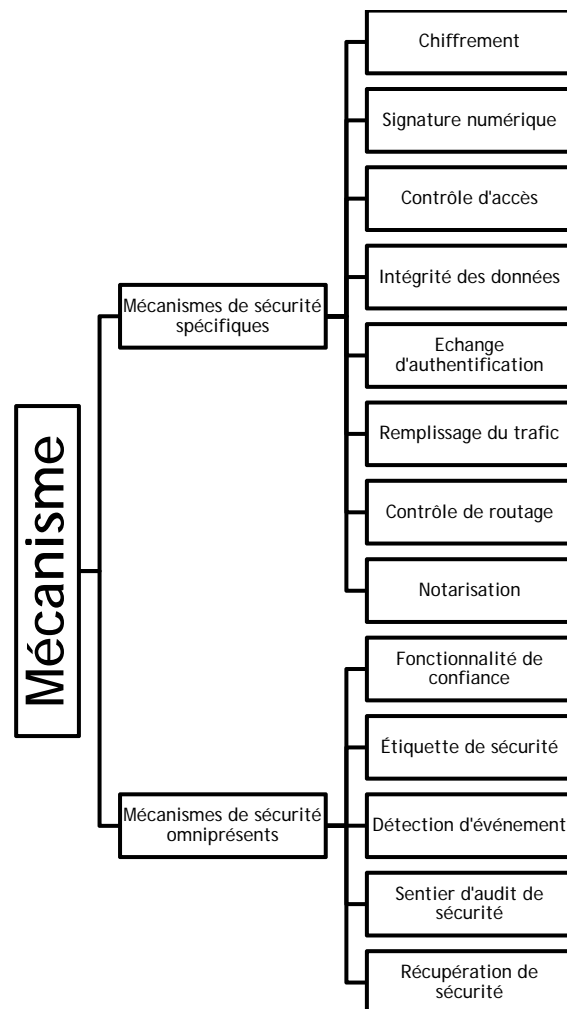 Mécanisme
Mécanismes de sécurité
spécifiques
Chiffrement
Signature numérique
Contrôle d'accès
Intégrité des données
Echange
d'authentification
Remplissage du trafic
Contrôle de routage
Notarisation
Mécanismes de sécurité
omniprésents
Fonctionnalité de
confiance
Étiquette de sécurité
Détection d'événement
Sentier d'audit de
sécurité
Récupération de
sécurité